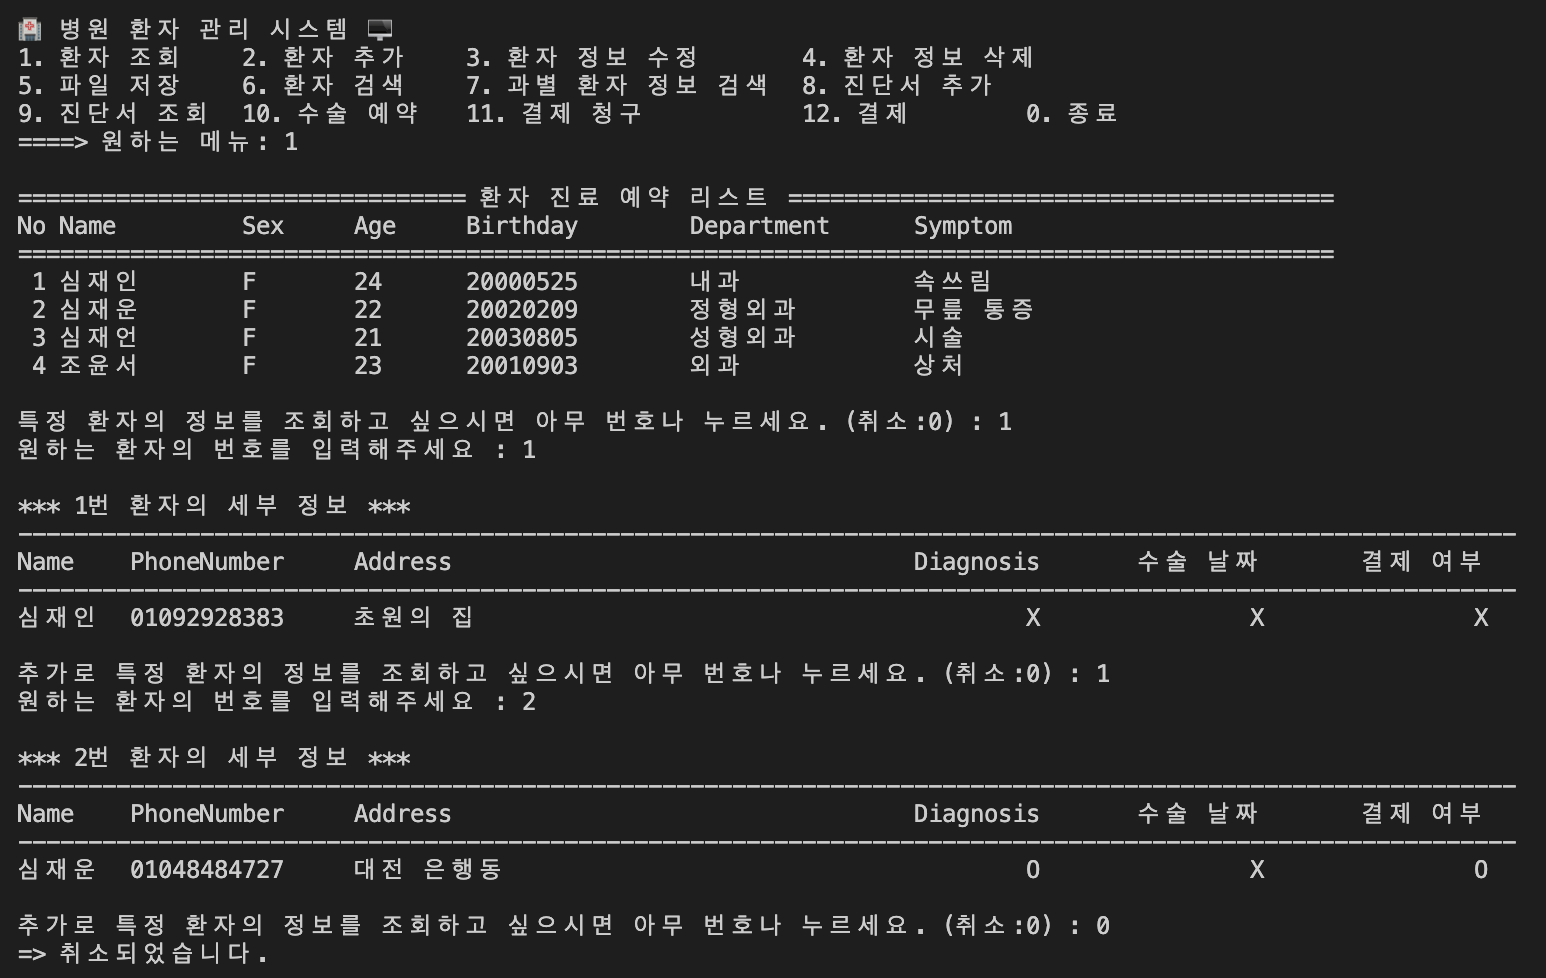 🏥 병원 환자 관리 시스템 🖥️
1. 환자 조회 2. 환자 추가 3. 환자 정보 수정 4. 환자 정보 삭제
5. 파일 저장 6. 환자 검색 7. 과별 환자 정보 검색 8. 진단서 추가
9. 진단서 조회 10. 수술 예약 11. 결제 청구 12. 결제 0. 종료
====> 원하는 메뉴: 1
================================ 환자 진료 예약 리스트 =======================================
No Name Sex Age Birthday Department Symptom
==============================================================================================
1 심재인 F 24 20000525 내과 속쓰림
2 심재운 F 22 20020209 정형외과 무릎 통증
3 심재언 F 21 20030805 성형외과 시술
4 조윤서 F 23 20010903 외과 상처
특정 환자의 정보를 조회하고 싶으시면 아무 번호나 누르세요. (취소:0) : 1
원하는 환자의 번호를 입력해주세요 : 1
*** 1번 환자의 세부 정보 ***
-----------------------------------------------------------------------------------------------------------
Name PhoneNumber Address Diagnosis 수술 날짜 결제 여부
-----------------------------------------------------------------------------------------------------------
심재인 01092928383 초원의 집 X X X
추가로 특정 환자의 정보를 조회하고 싶으시면 아무 번호나 누르세요. (취소:0) : 1
원하는 환자의 번호를 입력해주세요 : 2
*** 2번 환자의 세부 정보 ***
-----------------------------------------------------------------------------------------------------------
Name PhoneNumber Address Diagnosis 수술 날짜 결제 여부
-----------------------------------------------------------------------------------------------------------
심재운 01048484727 대전 은행동 O X O
추가로 특정 환자의 정보를 조회하고 싶으시면 아무 번호나 누르세요. (취소:0) : 0
=> 취소되었습니다.